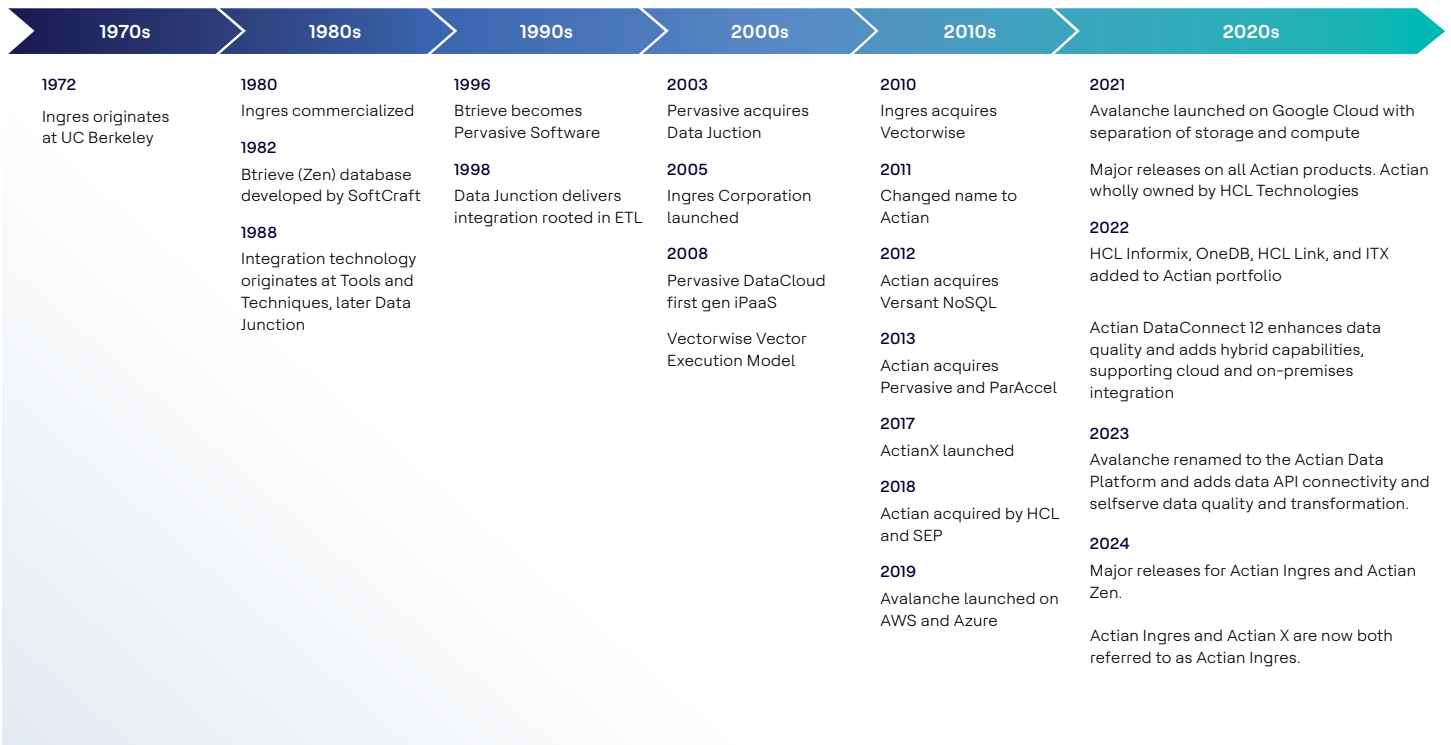 1970s
1980s
1990s
2000s
2010s
2020s
1972
Ingres originates
at UC Berkeley
1980
Ingres commercialized
1982
Btrieve (Zen) database
developed by SoftCraft
1988
Integration technology
originates at Tools and
Techniques, later Data
Junction
1996
Btrieve becomes
Pervasive Software
1998
Data Junction delivers
integration rooted in ETL
2003
Pervasive acquires
Data Juction
2005
Ingres Corporation
launched
2008
Pervasive DataCloud
first gen iPaaS
Vectorwise Vector
Execution Model
2010
Ingres acquires
Vectorwise
2011
Changed name to
Actian
2012
Actian acquires
Versant NoSQL
2013
Actian acquires
Pervasive and ParAccel
2017
ActianX launched
2018
Actian acquired by HCL
and SEP
2019
Avalanche launched on
AWS and Azure
2021
Avalanche launched on Google Cloud with
separation of storage and compute
Major releases on all Actian products. Actian
wholly owned by HCL Technologies
2022
HCL Informix, OneDB, HCL Link, and ITX
added to Actian portfolio
Actian DataConnect 12 enhances data
quality and adds hybrid capabilities,
supporting cloud and on-premises
integration
2023
Avalanche renamed to the Actian Data
Platform and adds data API connectivity and
selfserve data quality and transformation.
2024
Major releases for Actian Ingres and Actian
Zen.
Actian Ingres and Actian X are now both
referred to as Actian Ingres.